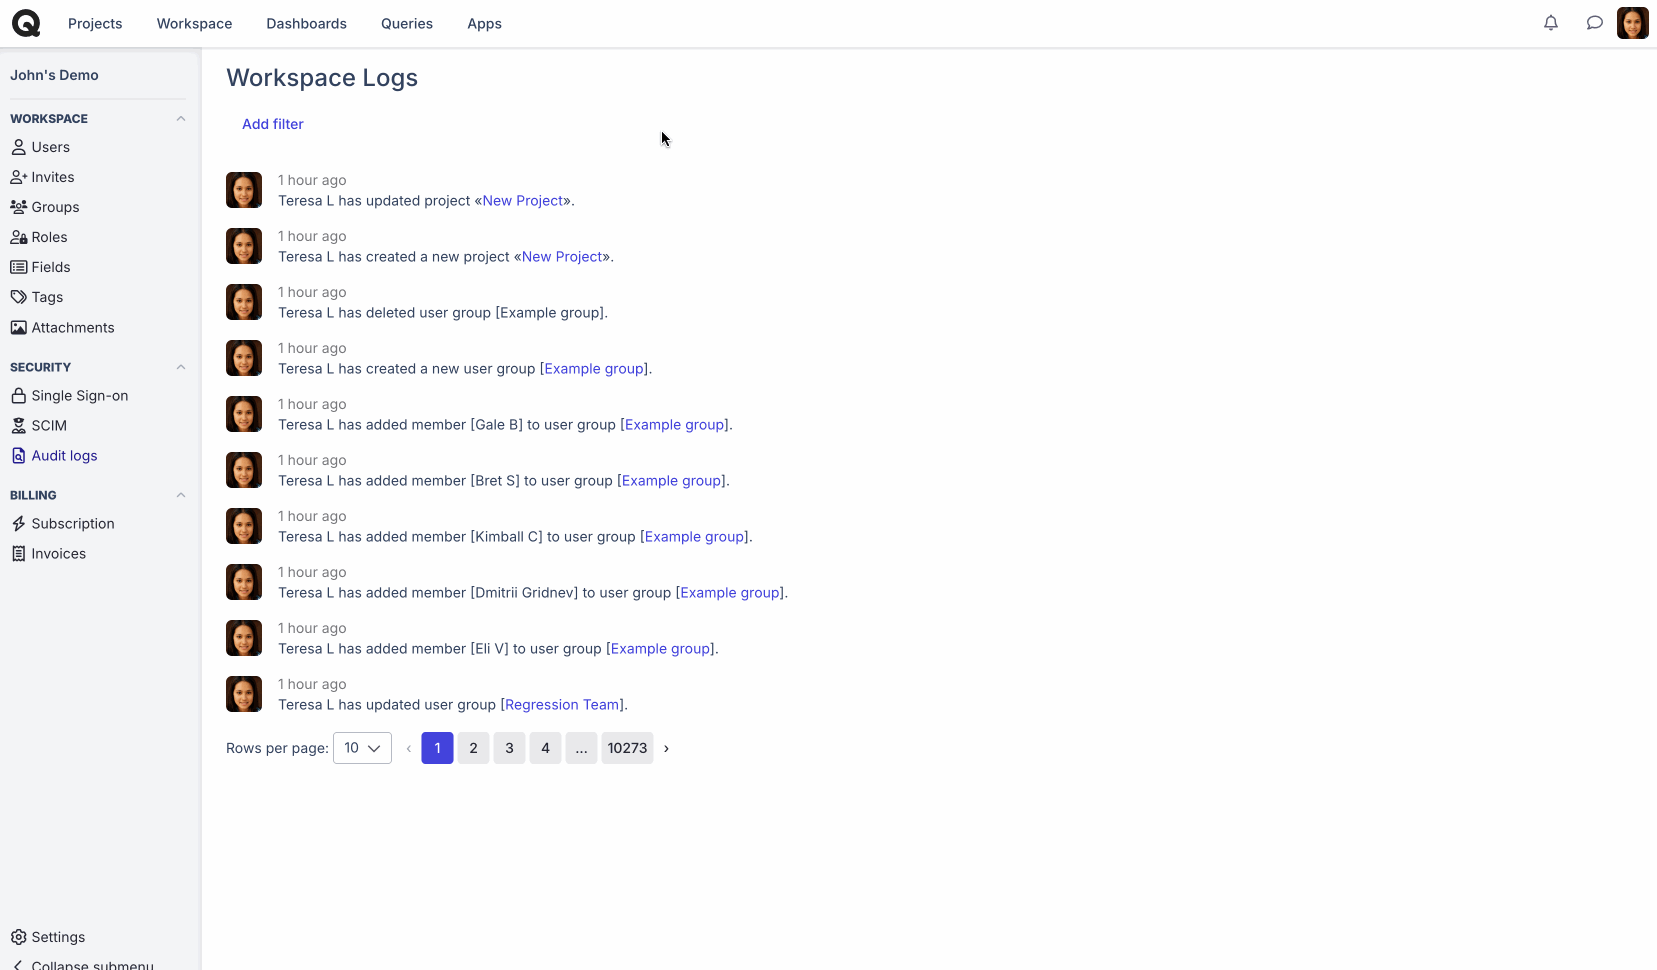 Projects Workspace Dashboards Queries Apps
John's Demo
WORKSPACE
Users
Invites
Groups
Roles
Fields
Tags
Attachments
SECURITY
Single Sign-on
SCIM
Audit logs
BILLING
Subscription
Invoices
Settings
Collapse submenu
Workspace Logs
Add filter
1 hour ago
Teresa L has updated project «New Project».
1 hour ago
Teresa L has created a new project «New Project».
1 hour ago
Teresa L has deleted user group [Example group].
1 hour ago
Teresa L has created a new user group [Example group].
1 hour ago
Teresa L has added member [Gale B] to user group [Example group].
1 hour ago
Teresa L has added member [Bret S] to user group [Example group].
1 hour ago
Teresa L has added member [Kimball C] to user group [Example group].
1 hour ago
Teresa L has added member [Dmitrii Gridnev] to user group [Example group].
1 hour ago
Teresa L has added member [Eli V] to user group [Example group].
1 hour ago
Teresa L has updated user group [Regression Team].
Rows per page: 10 ‹ 1 2 3 4 ... 10273 ›